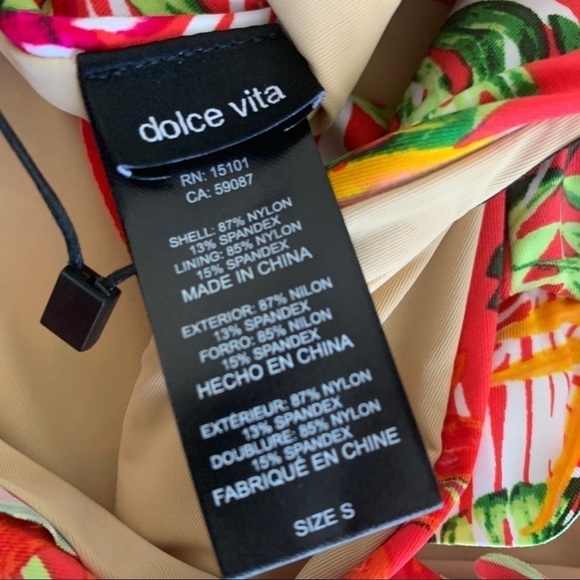 dolce vita
RN: 15101
CA: 59087
SHELL: 87% NYLON
13% SPANDEX
LINING: 85% NYLON
15% SPANDEX
MADE IN CHINA
EXTERIOR: 87% NILON
13% SPANDEX
FORRO: 85% NILON
15% SPANDEX
HECHO EN CHINA
EXTÉRIEUR: 87% NYLON
13% SPANDEX
DOUBLURE: 85% NYLON
15% SPANDEX
FABRIQUÉ EN CHINE
SIZE S